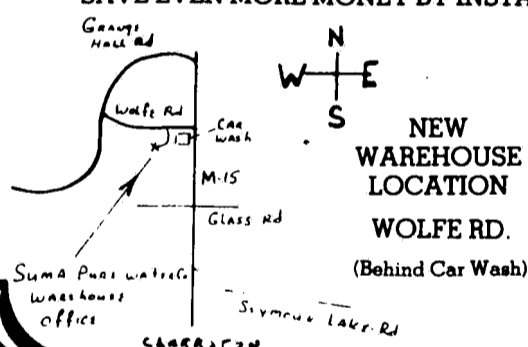 SAVE EVEN MORE MONEY BY INSTA
Hall Rd
N
W E
S
Wolfe Rd
CAR
Wash
M-15
GLASS Rd
NEW
WAREHOUSE
LOCATION
WOLFE RD.
(Behind Car Wash)
SUMA PURE WATER Co
WAREHOUSE
OFFICE
SEYMOUR LAKE Rd